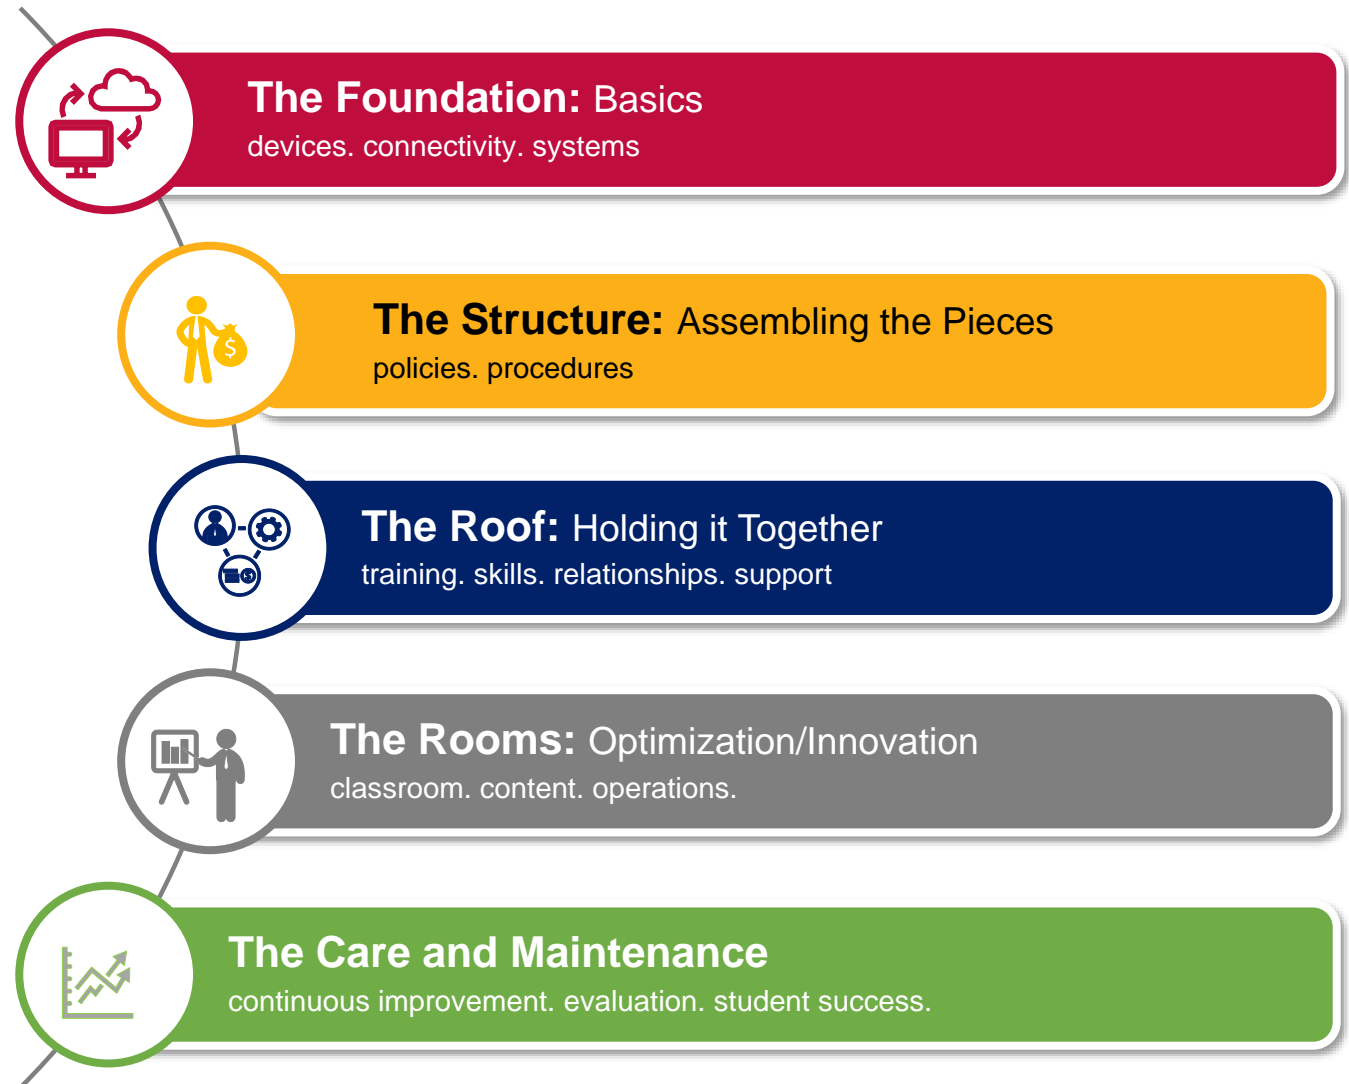 The Foundation: Basics
devices. connectivity. systems
The Structure: Assembling the Pieces
policies. procedures
$
The Roof: Holding it Together
training. skills. relationships. support
$
The Rooms: Optimization/Innovation
classroom. content. operations.
The Care and Maintenance
continuous improvement. evaluation. student success.